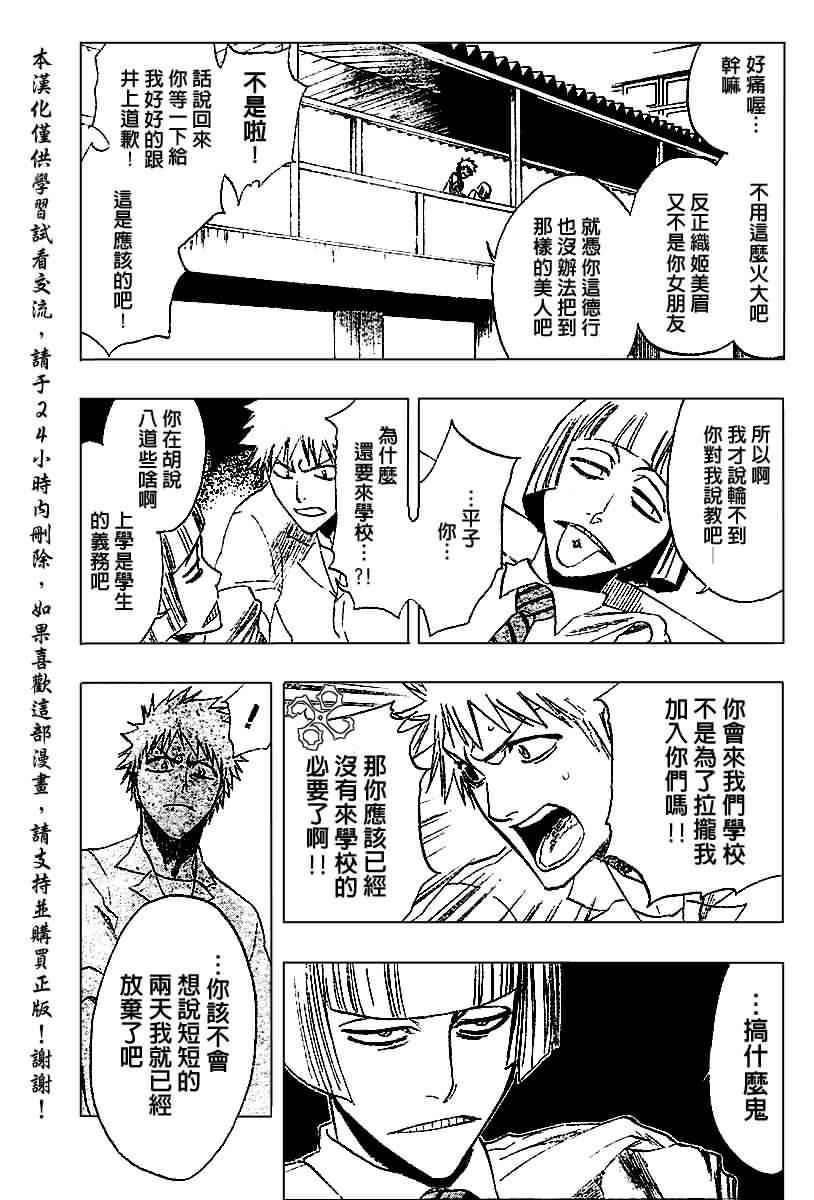 好痛喔…
幹嘛
不用這麼火大吧
反正織姬美眉
又不是你女朋友
就憑你這德行
也沒辦法把到
那樣的美人吧
不是啦！
話說回來
你等一下給
我好好的跟
井上道歉！
這是應該的吧！
所以啊
我才說輪不到
你對我說教吧
…平子
你…
為什麼
還要來學校…
?!
你在胡說
八道些啥啊
上學是學生
的義務吧
你會來我們學校
不是為了拉攏我
加入你們嗎!!
那你應該已經
沒有來學校的
必要了啊!!
!
…搞什麼鬼
…你該不會
想說短短的
兩天我就已經
放棄了吧
本漢化僅供學習試看交流，請于24小時內刪除，如果喜歡這部漫畫，請支持並購買正版！謝謝！